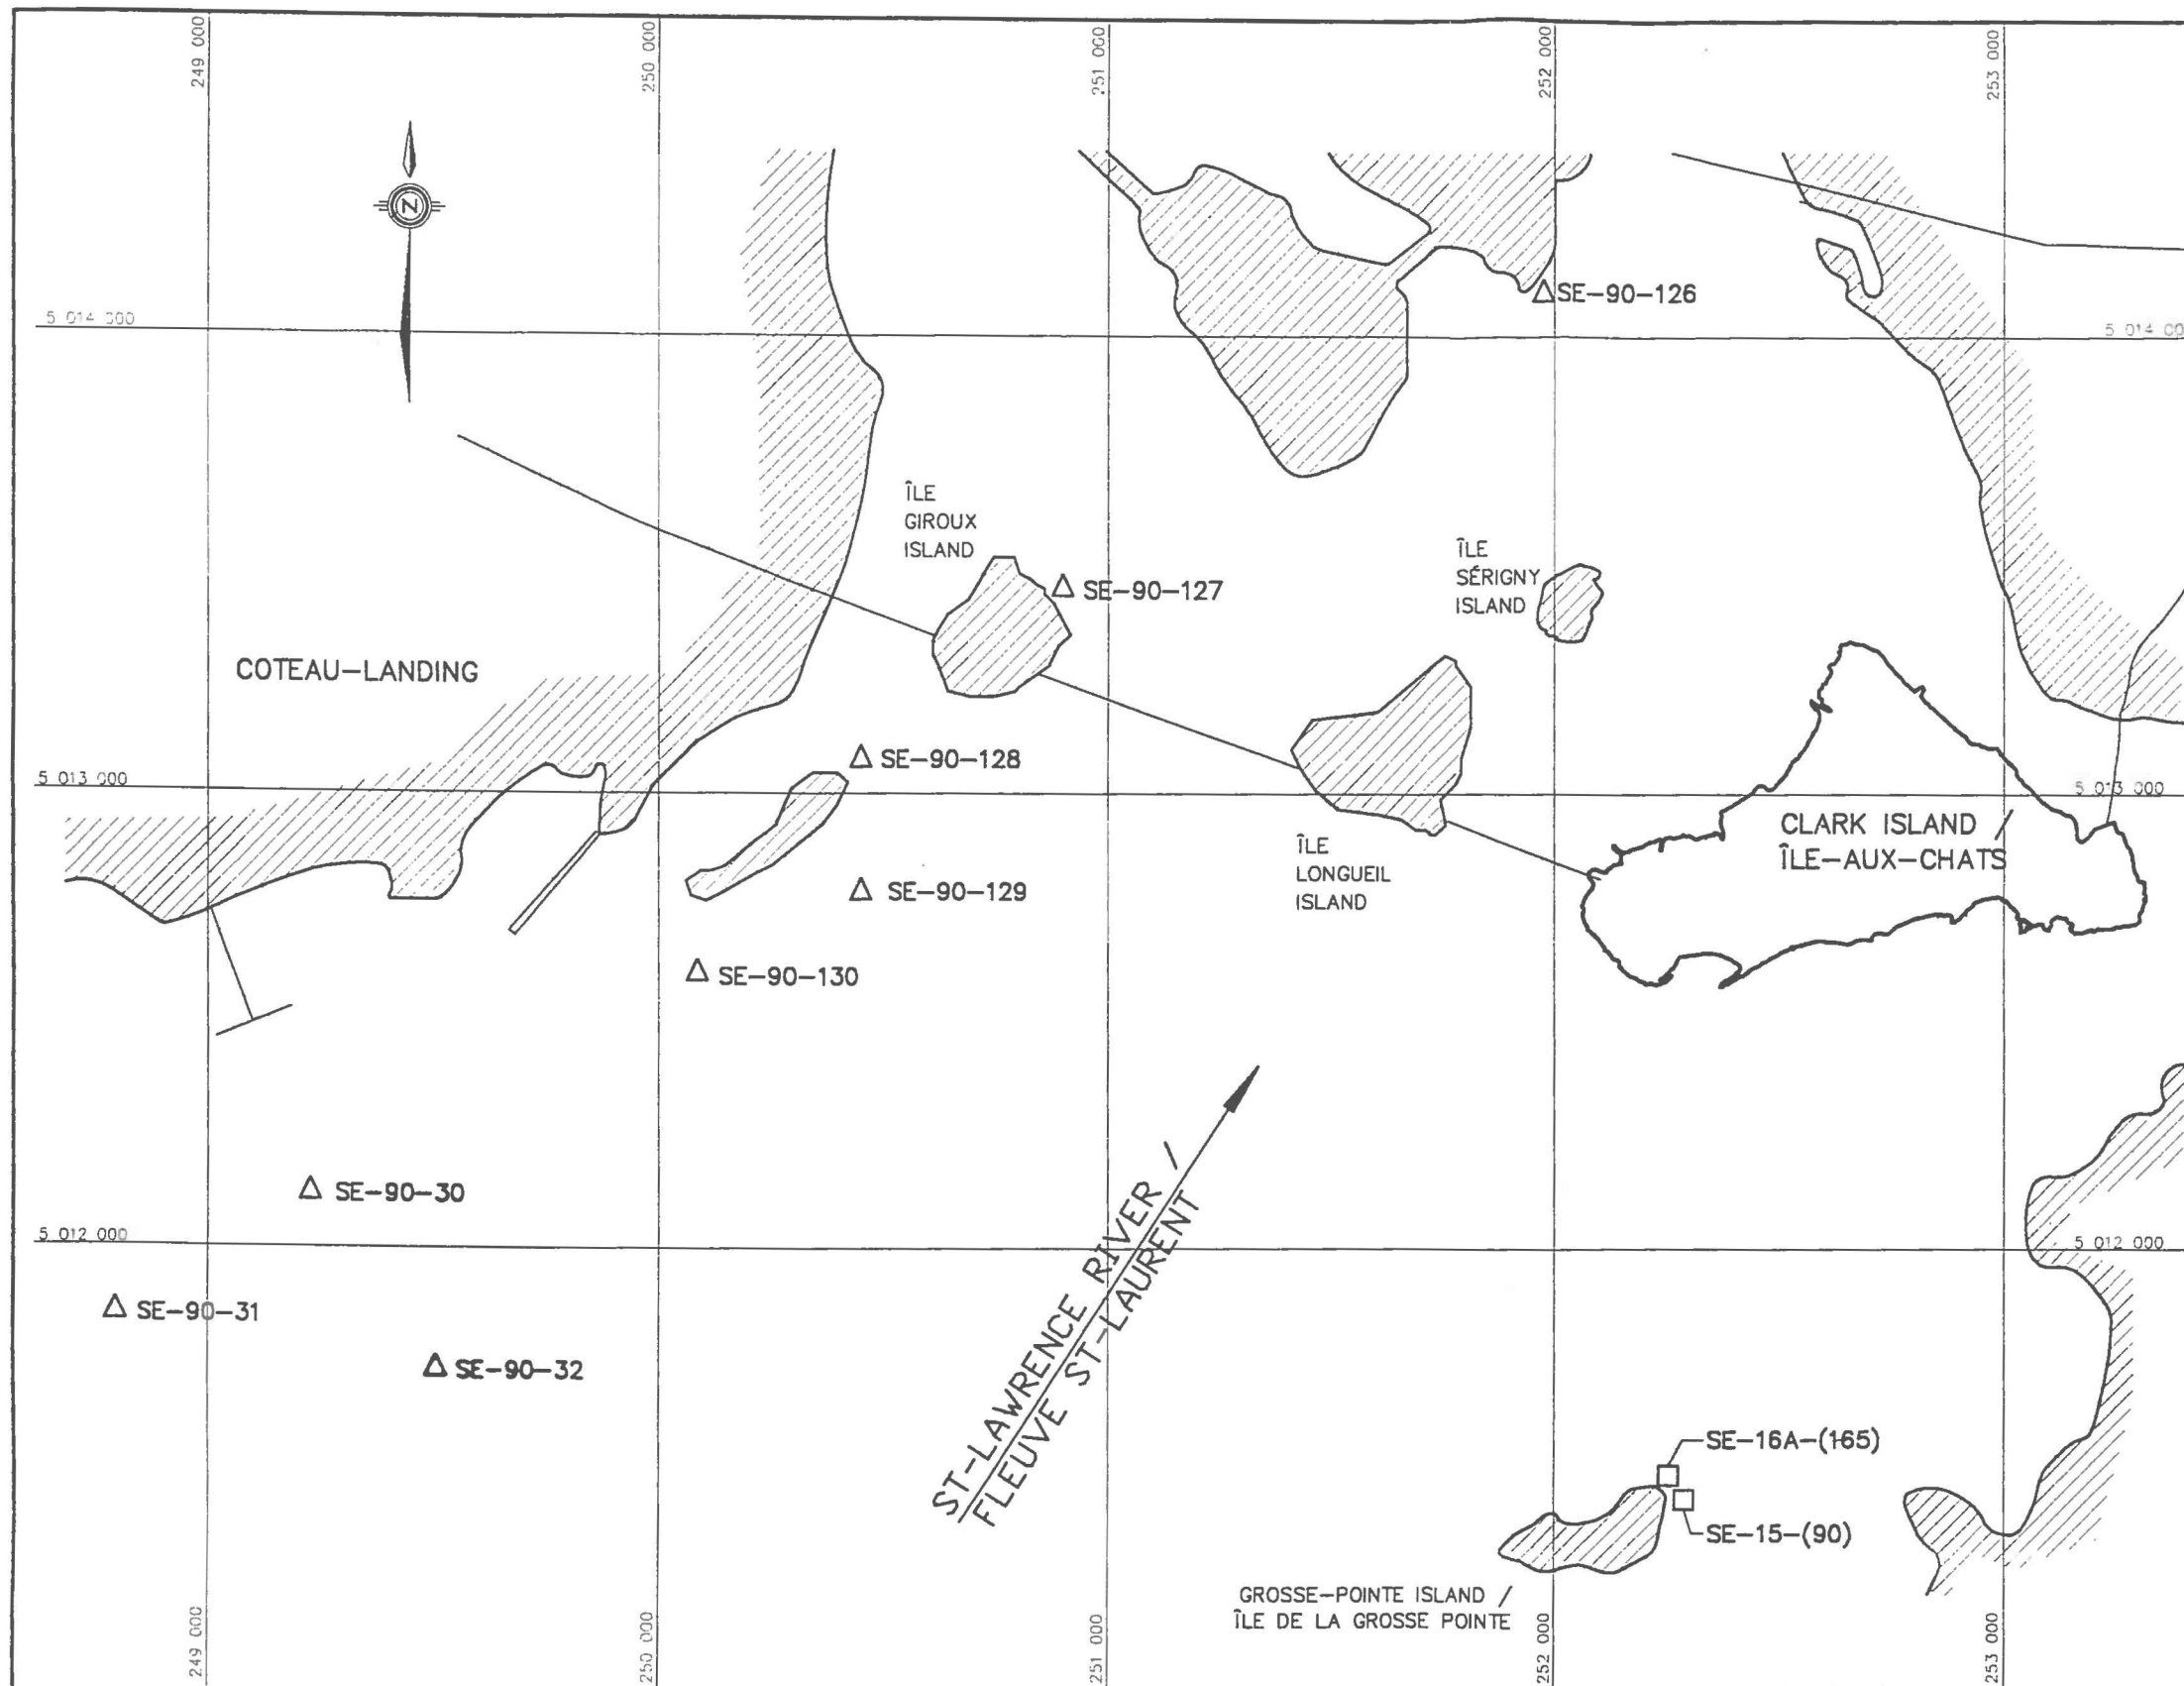 249 000
250 000
251 000
252 000
253 000
N
SE-90-126
5 014 000
5 014 00
ÎLE
GIROUX
ISLAND
ÎLE
SÉRIGNY
ISLAND
SE-90-127
COTEAU-LANDING
SE-90-128
5 013 000
5 013 000
CLARK ISLAND /
ÎLE-AUX-CHATS
ÎLE
LONGUEIL
ISLAND
SE-90-129
SE-90-130
SE-90-30
5 012 000
5 012 000
ST-LAWRENCE RIVER /
FLEUVE ST-LAURENT
SE-90-31
SE-90-32
SE-16A-(165)
SE-15-(90)
GROSSE-POINTE ISLAND /
ÎLE DE LA GROSSE POINTE
249 000
250 000
251 000
252 000
253 000